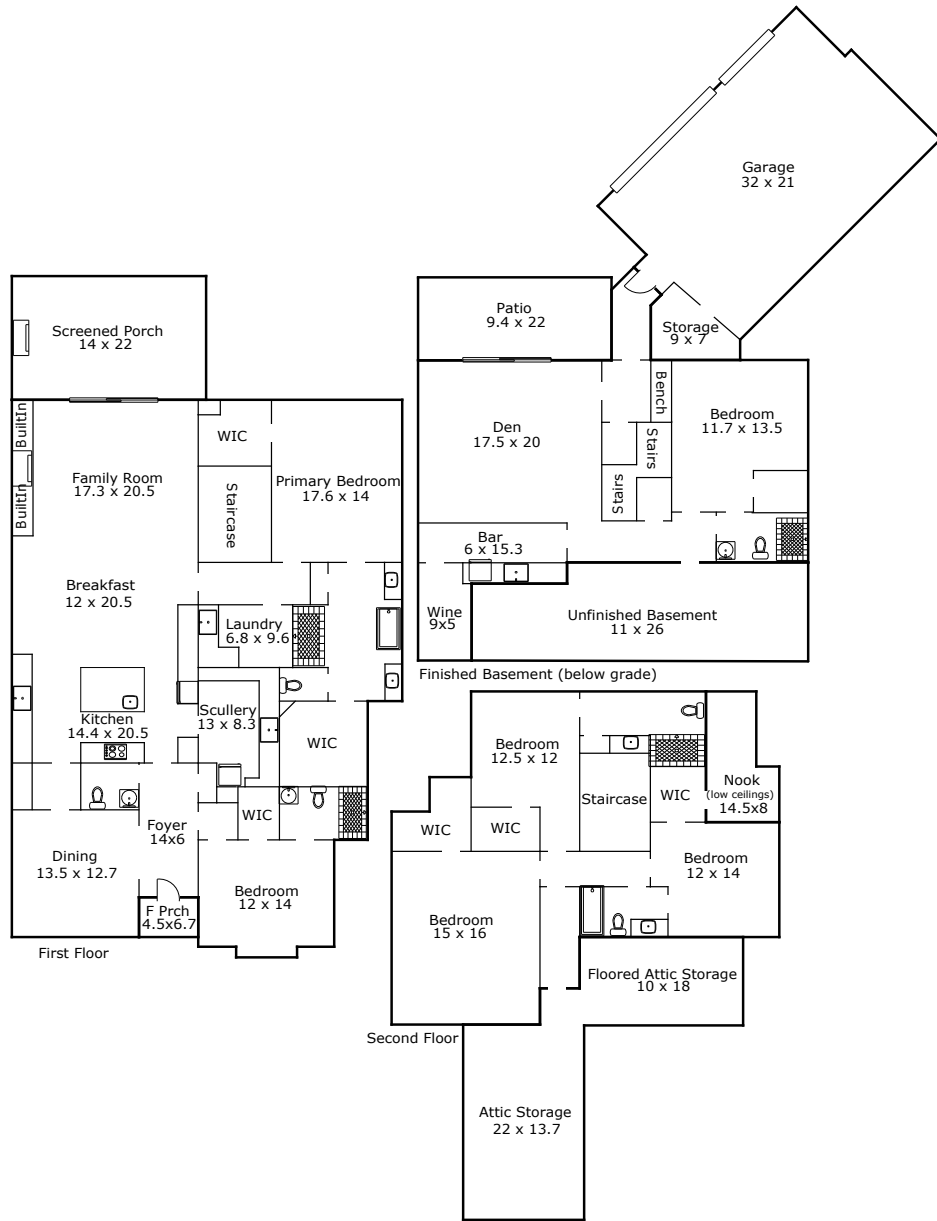 Garage
32 x 21
Patio
9.4 x 22
Storage
9 x 7
Screened Porch
14 x 22
Bench
Bedroom
11.7 x 13.5
Den
17.5 x 20
Stairs
Stairs
Bar
6 x 15.3
Wine
9x5
Unfinished Basement
11 x 26
Finished Basement (below grade)
BuiltIn
BuiltIn
WIC
Family Room
17.3 x 20.5
Staircase
Primary Bedroom
17.6 x 14
Breakfast
12 x 20.5
Laundry
6.8 x 9.6
Scullery
13 x 8.3
Kitchen
14.4 x 20.5
WIC
WIC
Foyer
14x6
Dining
13.5 x 12.7
Bedroom
12 x 14
F Prch
4.5x6.7
First Floor
Bedroom
12.5 x 12
Staircase
WIC
Nook
(low ceilings)
14.5x8
WIC
WIC
Bedroom
12 x 14
Bedroom
15 x 16
Floored Attic Storage
10 x 18
Second Floor
Attic Storage
22 x 13.7